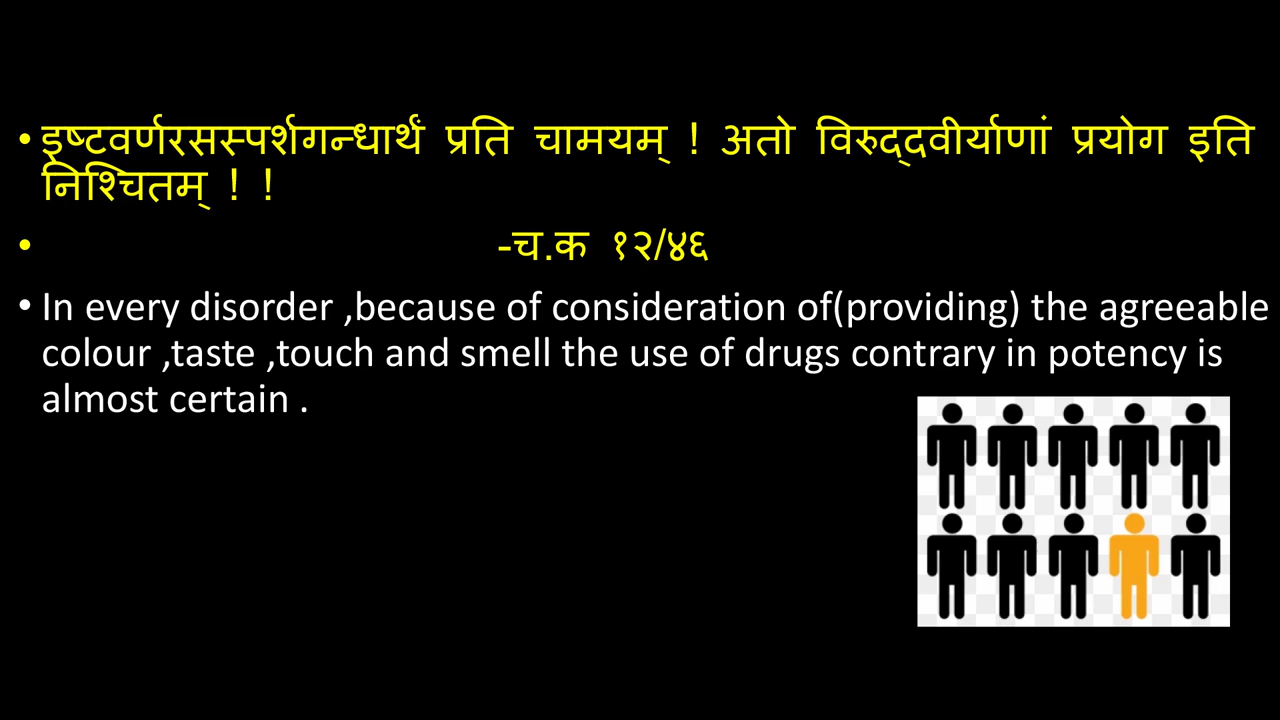 • इष्टवर्णरसस्पर्शगन्धार्थं प्रति चामयम् ! अतो विरुद्दवीर्याणां प्रयोग इति
निश्चितम् ! !
• -च.क १२/४६
• In every disorder ,because of consideration of(providing) the agreeable
colour ,taste ,touch and smell the use of drugs contrary in potency is
almost certain .